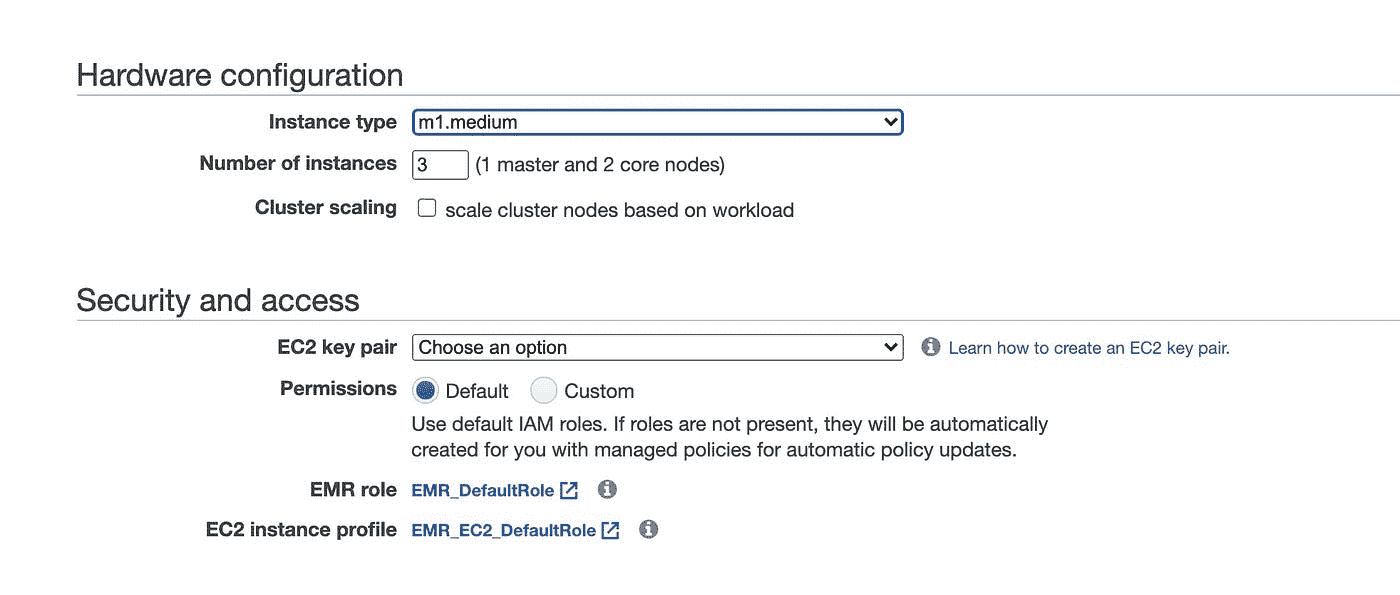 Hardware configuration
Instance type m1.medium
Number of instances 3 (1 master and 2 core nodes)
Cluster scaling scale cluster nodes based on workload
Security and access
EC2 key pair Choose an option Learn how to create an EC2 key pair.
Permissions Default Custom
Use default IAM roles. If roles are not present, they will be automatically
created for you with managed policies for automatic policy updates.
EMR role EMR_DefaultRole
EC2 instance profile EMR_EC2_DefaultRole